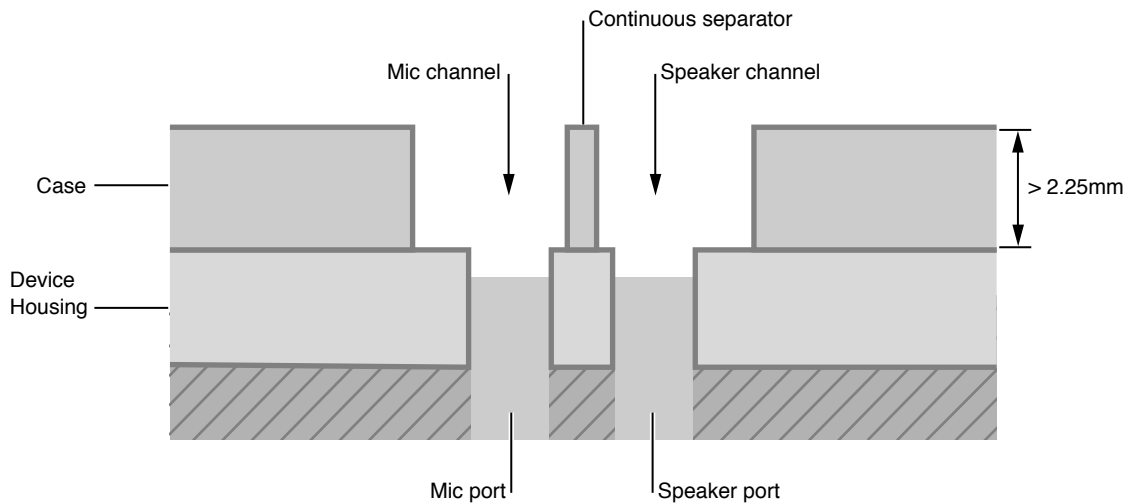 Continuous separator
Mic channel
Speaker channel
Case
> 2.25mm
Device
Housing
Mic port
Speaker port